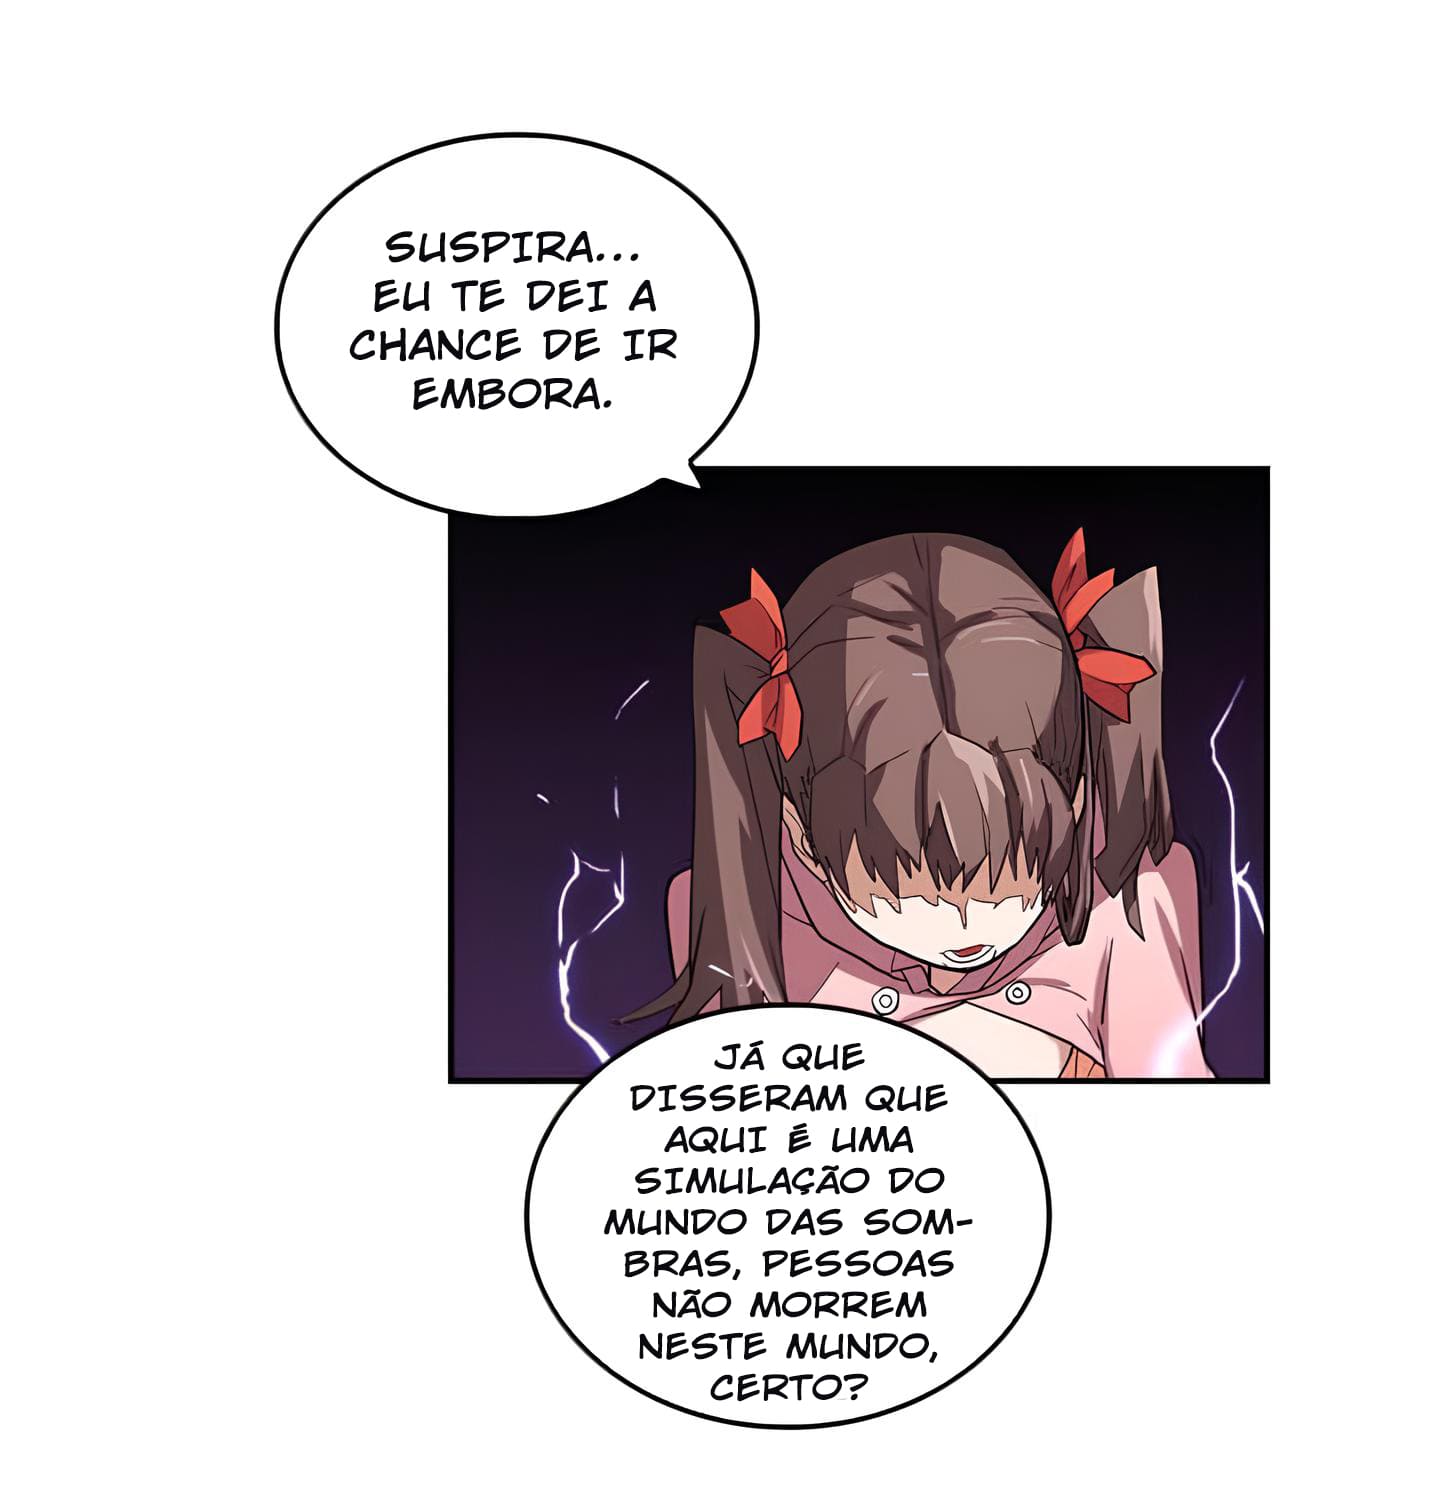 SUSPIRA...
EU TE DEI A
CHANCE DE IR
EMBORA.
JÁ QUE
DISSERAM QUE
AQUI É UMA
SIMULAÇÃO DO
MUNDO DAS SOM-
BRAS, PESSOAS
NÃO MORREM
NESTE MUNDO,
CERTO?